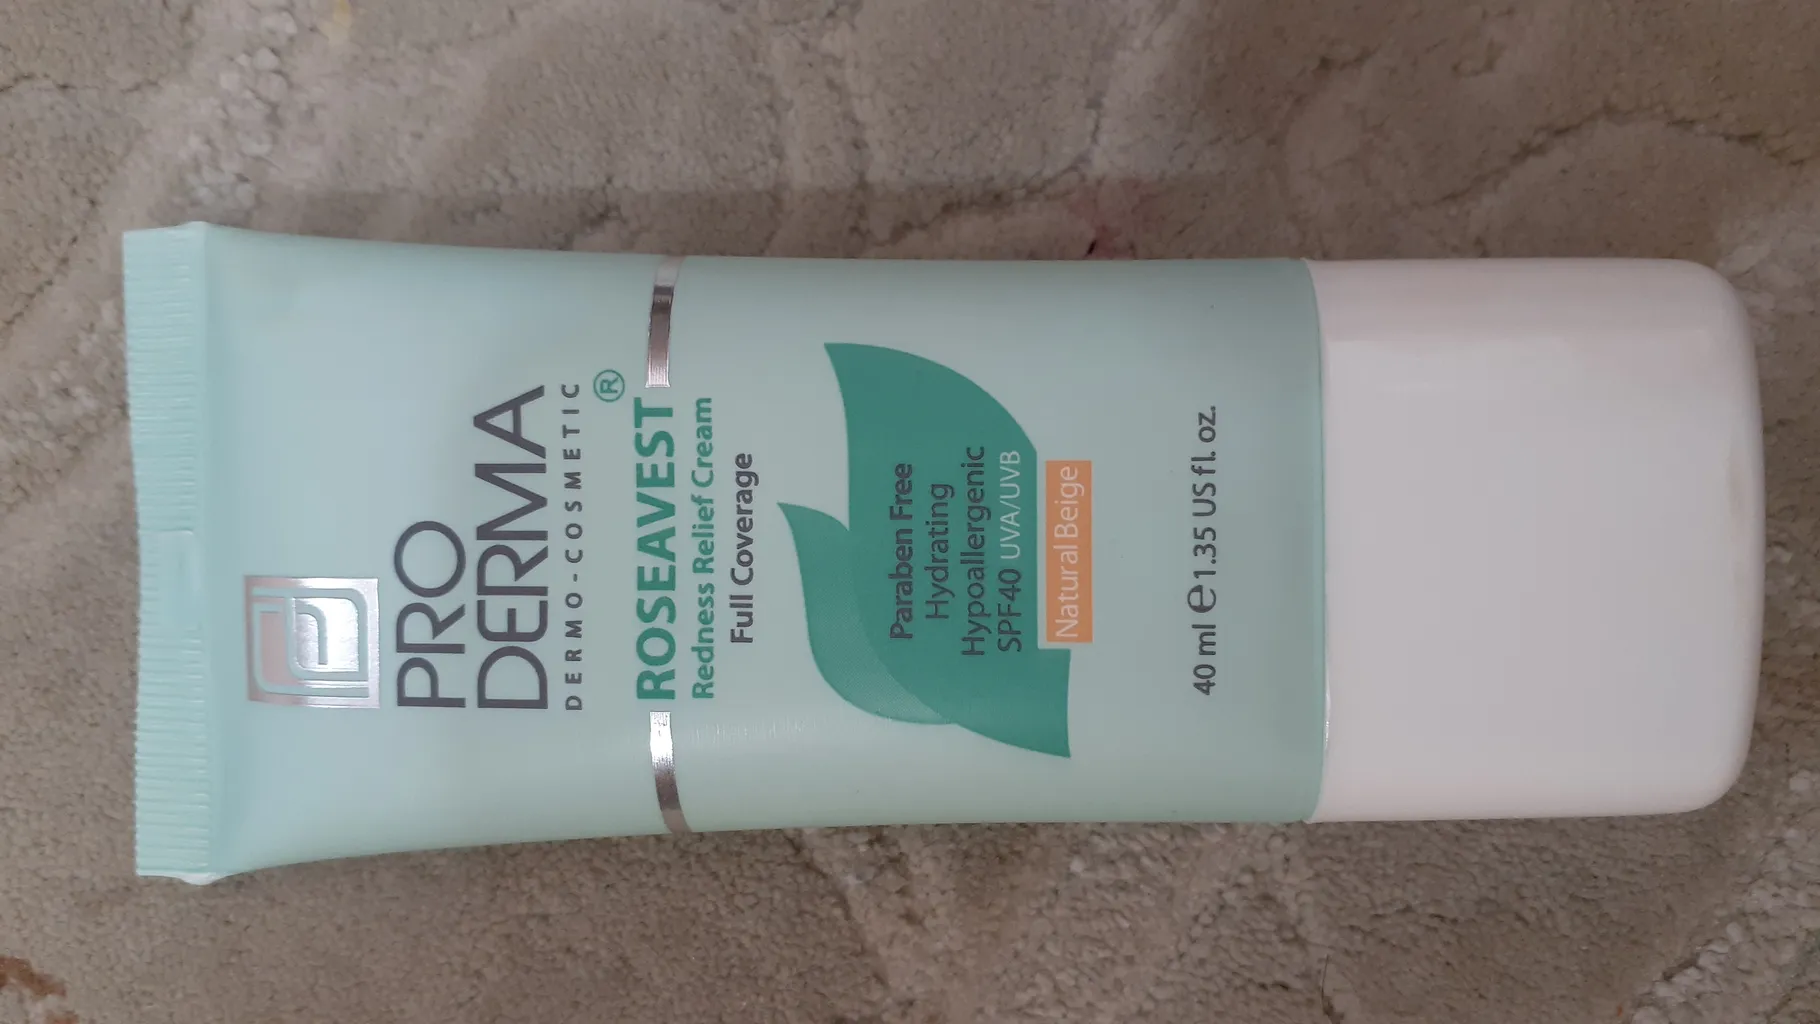 PRO
DERMA
DERMO-COSMETIC
ROSEAVEST®
Redness Relief Cream
Full Coverage
Paraben Free
Hydrating
Hypoallergenic
SPF40 UVA/UVB
Natural Beige
40 ml ℮ 1.35 US fl. oz.